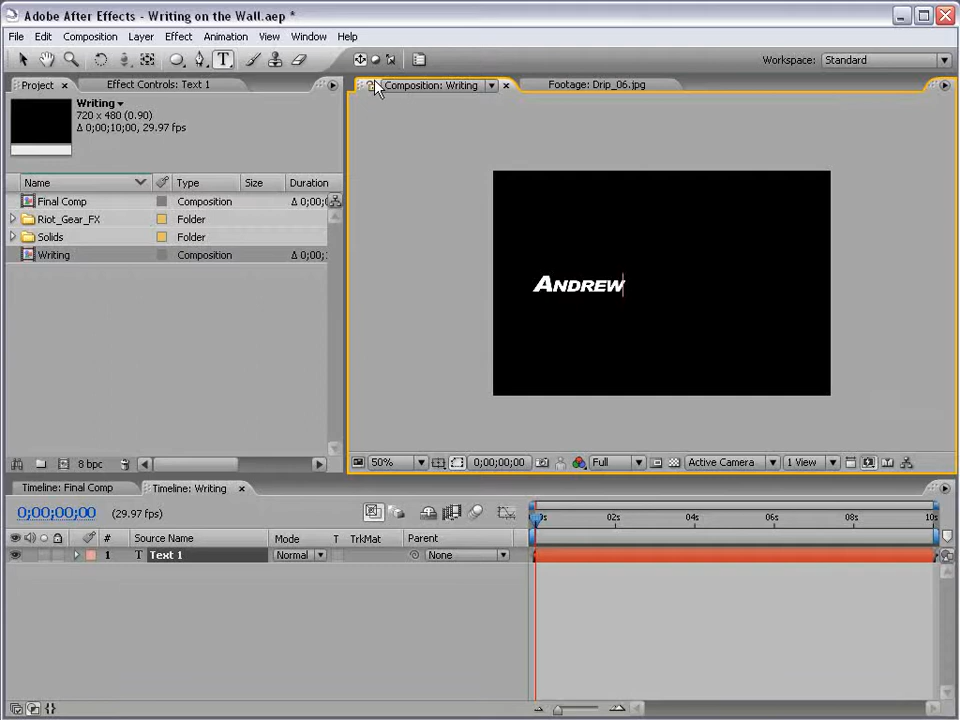 Adobe After Effects - Writing on the Wall.aep *
File Edit Composition Layer Effect Animation View Window Help
T Workspace: Standard
Project Effect Controls: Text 1 Composition: Writing Footage: Drip_06.jpg
Writing
720 x 480 (0.90)
Δ 0;00;10;00, 29.97 fps
Name Type Size Duration
Final Comp Composition Δ 0;00;
Riot_Gear_FX Folder
Solids Folder
Writing Composition Δ 0;00;
ANDREW
8 bpc 50% 0;00;00;00 Full Active Camera 1 View
Timeline: Final Comp Timeline: Writing
0;00;00;00 (29.97 fps)
02s 04s 06s 08s 10s
# Source Name Mode T TrkMat Parent
1 T Text 1 Normal None